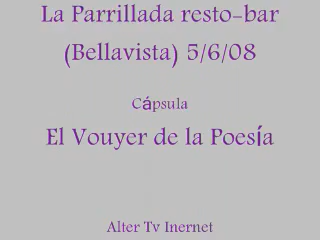 La Parrillada resto-bar
(Bellavista) 5/6/08
Cápsula
El Vouyer de la Poesía
Alter Tv Inernet